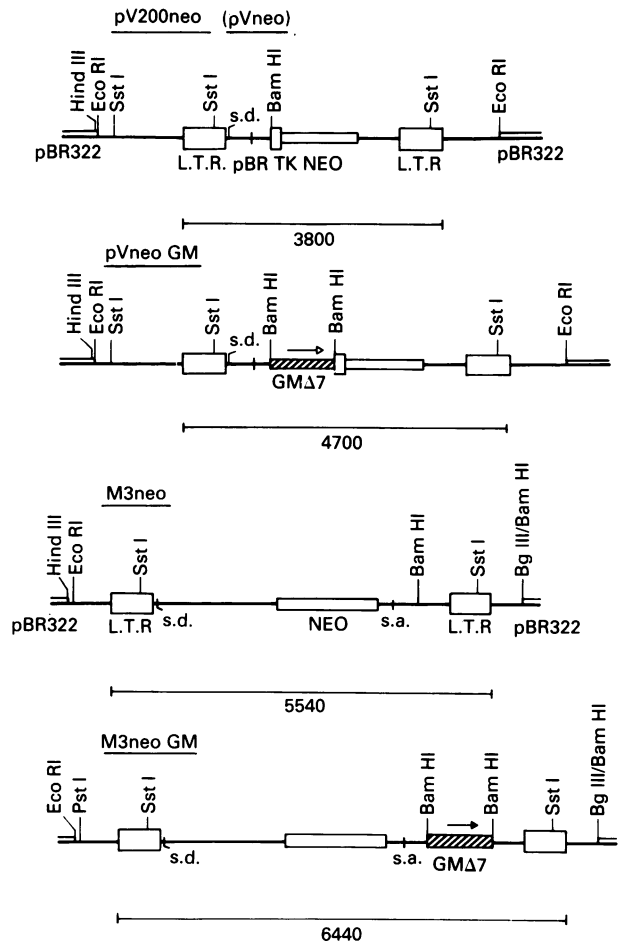 pV200neo (pVneo)
Hind III
Eco RI
Sst I
Sst I
s.d.
Bam HI
Sst I
Eco RI
pBR322
L.T.R.
pBR TK NEO
L.T.R
pBR322
3800
pVneo GM
Hind III
Eco RI
Sst I
Sst I
s.d.
Bam HI
Bam HI
Sst I
Eco RI
GMΔ7
4700
M3neo
Hind III
Eco RI
Sst I
Bam HI
Sst I
Bg III/Bam HI
pBR322
L.T.R
s.d.
NEO
s.a.
L.T.R
pBR322
5540
M3neo GM
Eco RI
Pst I
Sst I
Bam HI
Bam HI
Sst I
Bg III/Bam HI
s.d.
s.a.
GMΔ7
6440